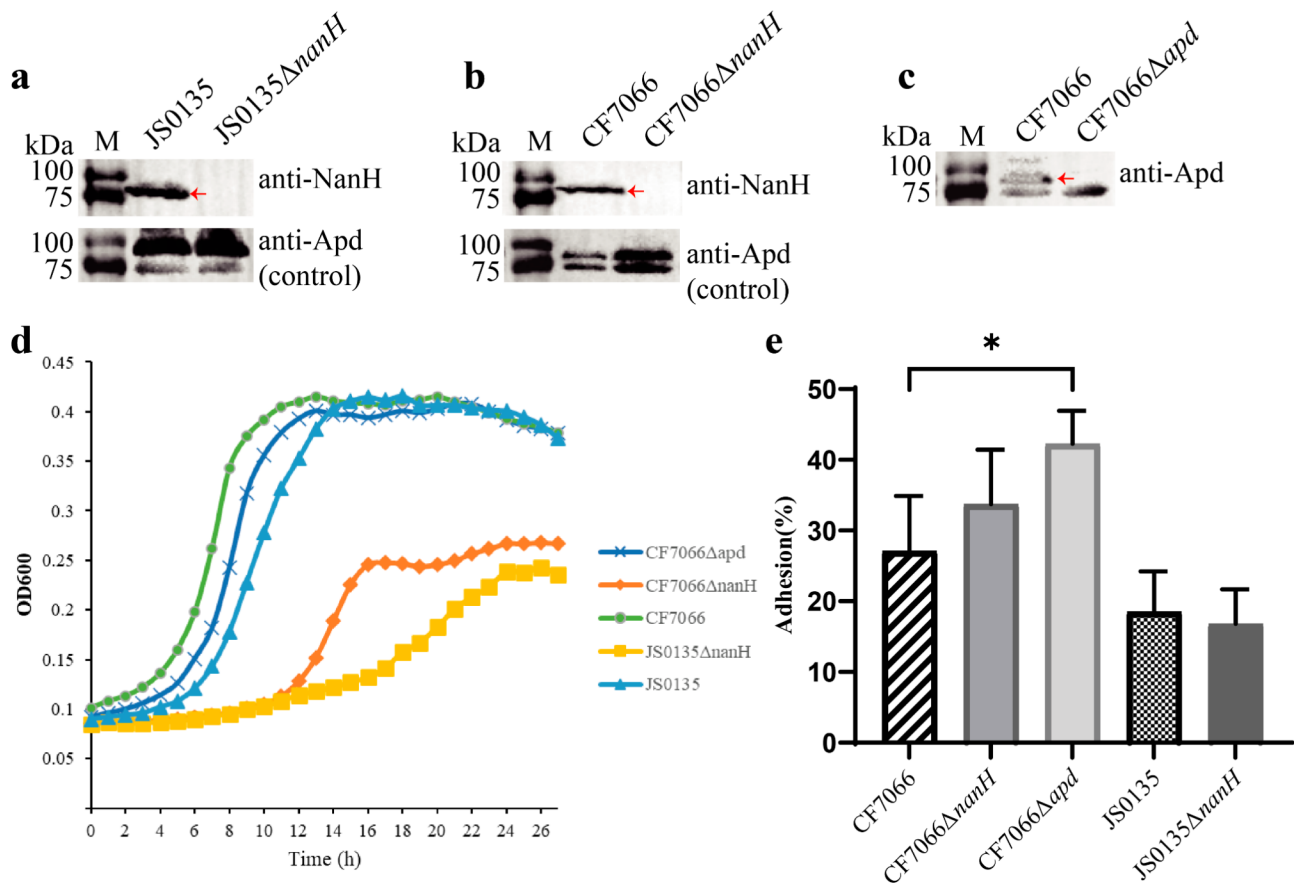 a
JS0135
JS0135ΔnanH
kDa
M
100
75
anti-NanH
100
75
anti-Apd
(control)
b
CF7066
CF7066ΔnanH
kDa
M
100
75
anti-NanH
100
75
anti-Apd
(control)
c
CF7066
CF7066Δapd
kDa
M
100
75
anti-Apd
d
0.45
0.4
0.35
0.3
0.25
0.2
0.15
0.1
0.05
OD600
0 2 4 6 8 10 12 14 16 18 20 22 24 26
Time (h)
CF7066Δapd
CF7066ΔnanH
CF7066
JS0135ΔnanH
JS0135
e
*
50
40
30
20
10
0
Adhesion(%)
CF7066
CF7066ΔnanH
CF7066Δapd
JS0135
JS0135ΔnanH